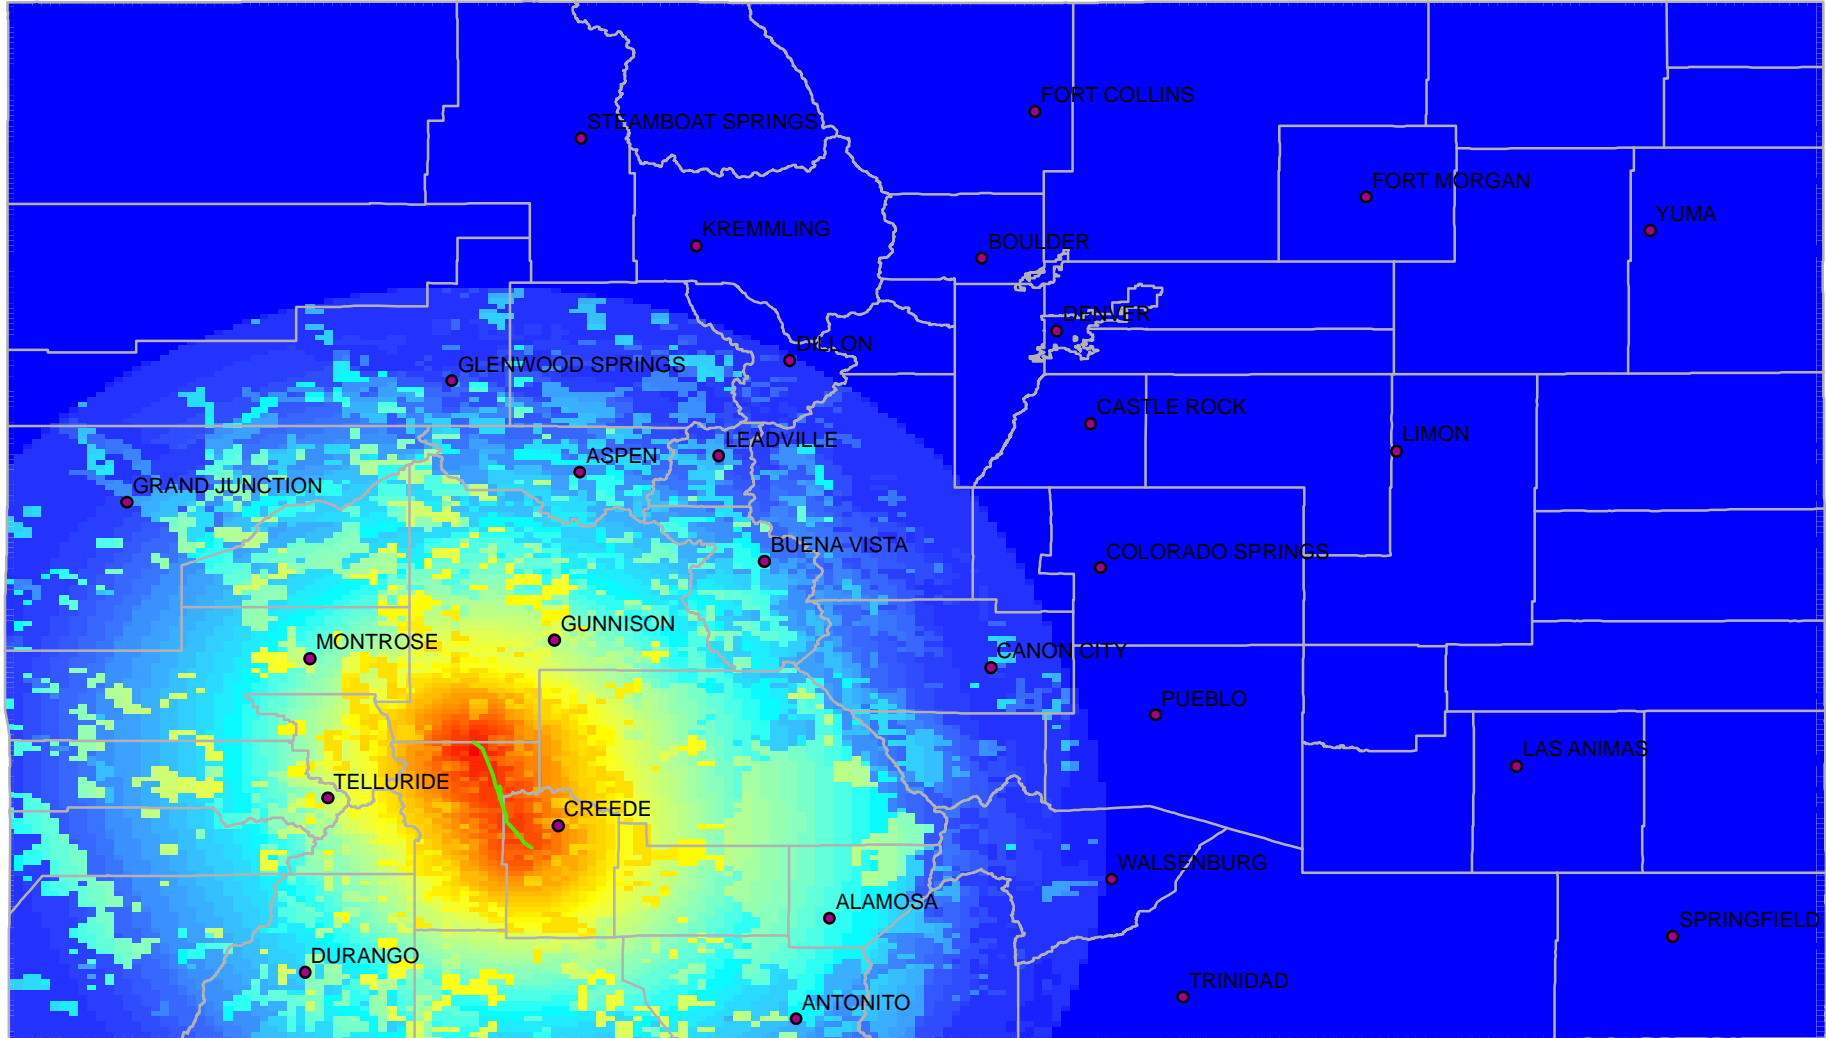 FORT COLLINS
STEAMBOAT SPRINGS
FORT MORGAN
YUMA
KREMMLING
BOULDER
DENVER
DILLON
GLENWOOD SPRINGS
CASTLE ROCK
LIMON
LEADVILLE
ASPEN
GRAND JUNCTION
BUENA VISTA
COLORADO SPRINGS
GUNNISON
MONTROSE
CANON CITY
PUEBLO
LAS ANIMAS
TELLURIDE
CREEDE
WALSENBURG
ALAMOSA
SPRINGFIELD
DURANGO
TRINIDAD
ANTONITO